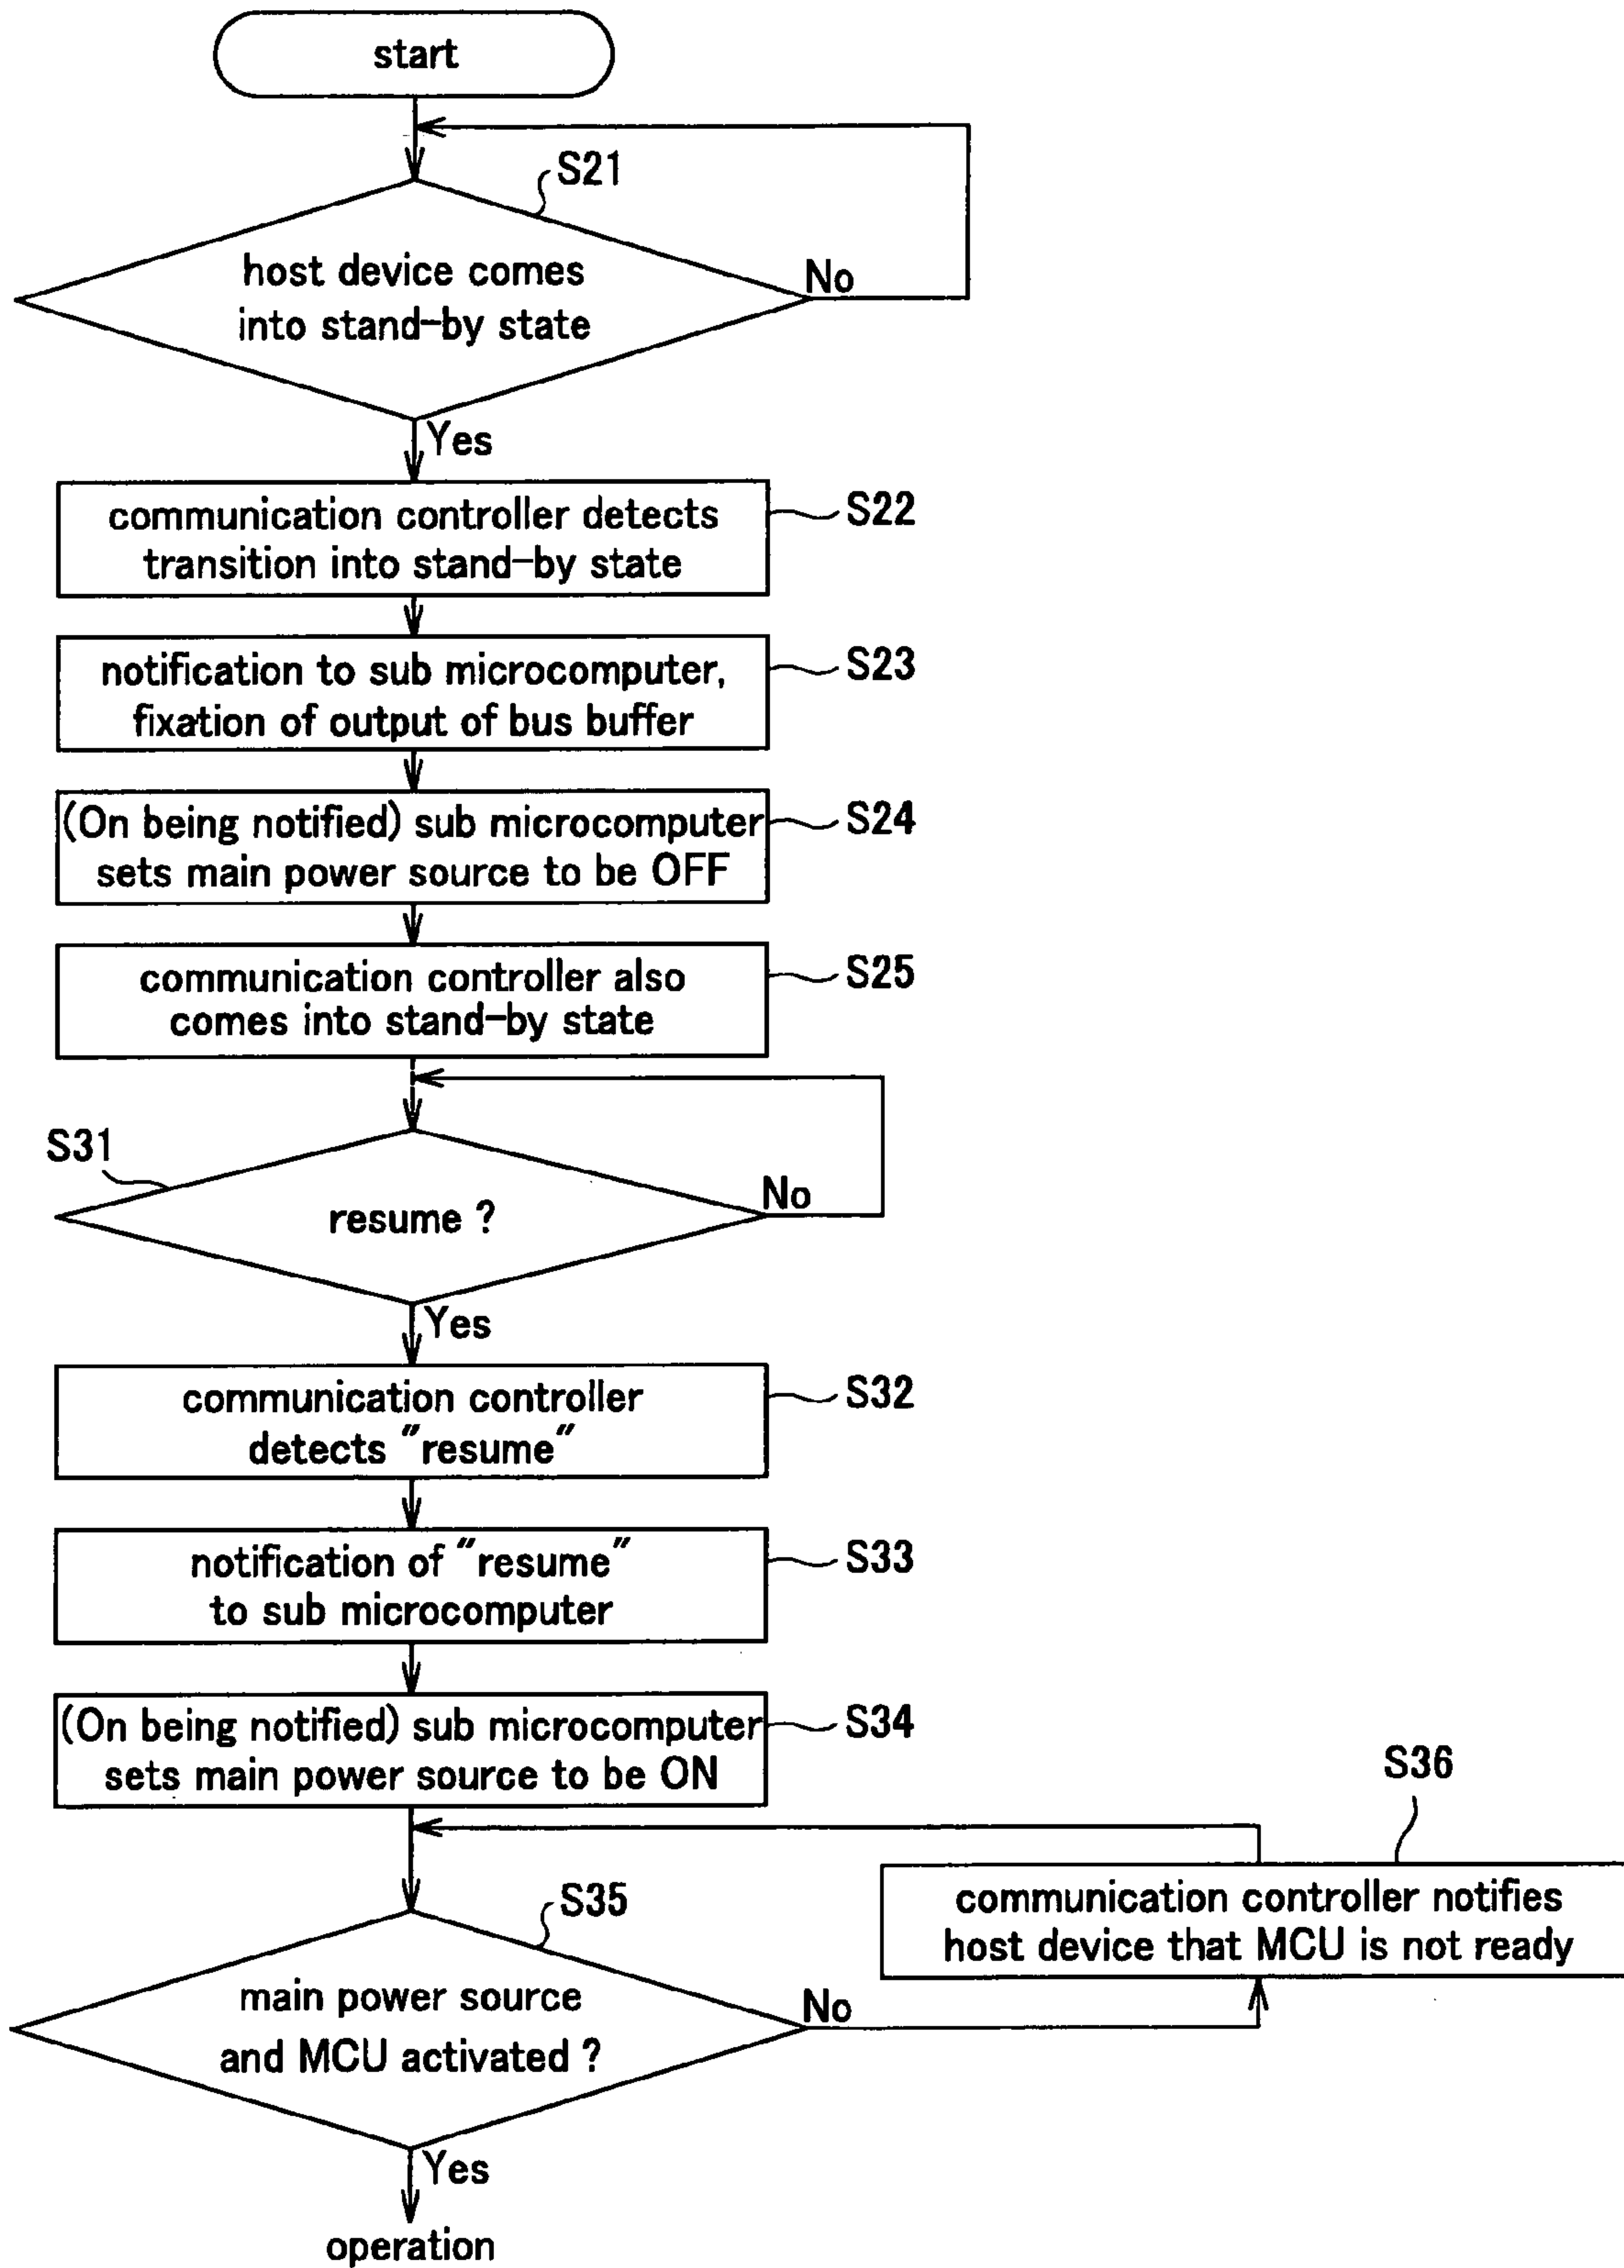 start
S21
host device comes
into stand-by state
No
Yes
communication controller detects
transition into stand-by state
S22
notification to sub microcomputer,
fixation of output of bus buffer
S23
(On being notified) sub microcomputer
sets main power source to be OFF
S24
communication controller also
comes into stand-by state
S25
S31
resume ?
No
Yes
communication controller
detects "resume"
S32
notification of "resume"
to sub microcomputer
S33
(On being notified) sub microcomputer
sets main power source to be ON
S34
S36
communication controller notifies
host device that MCU is not ready
S35
main power source
and MCU activated ?
No
Yes
operation